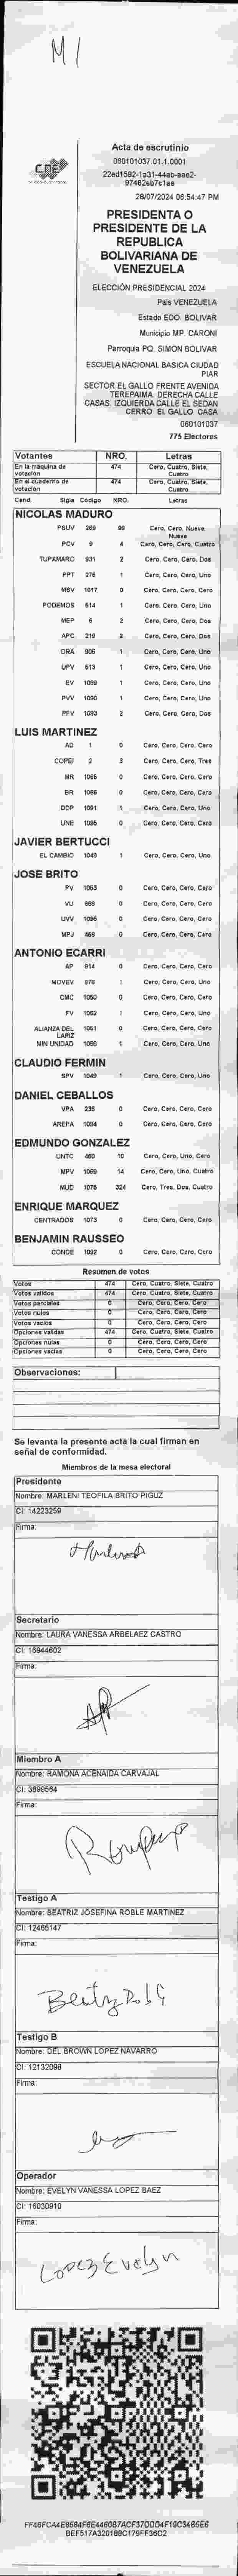 M1
cne
Acta de escrutinio
060101037.01.1.0001
22ed1592-1a31-44ab-aae2-
97462eb7c1ae
28/07/2024 06:54:47 PM
PRESIDENTA O
PRESIDENTE DE LA
REPUBLICA
BOLIVARIANA DE
VENEZUELA
ELECCIÓN PRESIDENCIAL 2024
País VENEZUELA
Estado EDO. BOLIVAR
Municipio MP. CARONI
Parroquia PQ. SIMON BOLIVAR
ESCUELA NACIONAL BASICA CIUDAD
PIAR
SECTOR EL GALLO FRENTE AVENIDA
TEREPAIMA. DERECHA CALLE
CASAS. IZQUIERDA CALLE EL SEDAN
CERRO EL GALLO CASA
060101037
775 Electores
Votantes NRO. Letras
En la máquina de votación 474 Cero, Cuatro, Siete, Cuatro
En el cuaderno de votación 474 Cero, Cuatro, Siete, Cuatro
Cand. Sigla Código NRO. Letras
NICOLAS MADURO
PSUV 269 99 Cero, Cero, Nueve, Nueve
PCV 9 4 Cero, Cero, Cero, Cuatro
TUPAMARO 931 2 Cero, Cero, Cero, Dos
PPT 276 1 Cero, Cero, Cero, Uno
MSV 1017 0 Cero, Cero, Cero, Cero
PODEMOS 514 1 Cero, Cero, Cero, Uno
MEP 6 2 Cero, Cero, Cero, Dos
APC 219 2 Cero, Cero, Cero, Dos
ORA 906 1 Cero, Cero, Cero, Uno
UPV 613 1 Cero, Cero, Cero, Uno
EV 1089 1 Cero, Cero, Cero, Uno
PVV 1090 1 Cero, Cero, Cero, Uno
PFV 1093 2 Cero, Cero, Cero, Dos
LUIS MARTINEZ
AD 1 0 Cero, Cero, Cero, Cero
COPEI 2 3 Cero, Cero, Cero, Tres
MR 1065 0 Cero, Cero, Cero, Cero
BR 1066 0 Cero, Cero, Cero, Cero
DDP 1091 1 Cero, Cero, Cero, Uno
UNE 1095 0 Cero, Cero, Cero, Cero
JAVIER BERTUCCI
EL CAMBIO 1046 1 Cero, Cero, Cero, Uno
JOSE BRITO
PV 1053 0 Cero, Cero, Cero, Cero
VU 968 0 Cero, Cero, Cero, Cero
UVV 1096 0 Cero, Cero, Cero, Cero
MPJ 468 0 Cero, Cero, Cero, Cero
ANTONIO ECARRI
AP 914 0 Cero, Cero, Cero, Cero
MOVEV 978 1 Cero, Cero, Cero, Uno
CMC 1050 0 Cero, Cero, Cero, Cero
FV 1052 1 Cero, Cero, Cero, Uno
ALIANZA DEL LAPIZ 1061 0 Cero, Cero, Cero, Cero
MIN UNIDAD 1069 1 Cero, Cero, Cero, Uno
CLAUDIO FERMIN
SPV 1049 1 Cero, Cero, Cero, Uno
DANIEL CEBALLOS
VPA 235 0 Cero, Cero, Cero, Cero
AREPA 1094 0 Cero, Cero, Cero, Cero
EDMUNDO GONZALEZ
UNTC 460 10 Cero, Cero, Uno, Cero
MPV 1069 14 Cero, Cero, Uno, Cuatro
MUD 1076 324 Cero, Tres, Dos, Cuatro
ENRIQUE MARQUEZ
CENTRADOS 1073 0 Cero, Cero, Cero, Cero
BENJAMIN RAUSSEO
CONDE 1092 0 Cero, Cero, Cero, Cero
Resumen de votos
Votos 474 Cero, Cuatro, Siete, Cuatro
Votos validos 474 Cero, Cuatro, Siete, Cuatro
Votos parciales 0 Cero, Cero, Cero, Cero
Votos nulos 0 Cero, Cero, Cero, Cero
Votos vacios 0 Cero, Cero, Cero, Cero
Opciones validas 474 Cero, Cuatro, Siete, Cuatro
Opciones nulas 0 Cero, Cero, Cero, Cero
Opciones vacías 0 Cero, Cero, Cero, Cero
Observaciones:
Se levanta la presente acta la cual firman en
señal de conformidad.
Miembros de la mesa electoral
Presidente
Nombre: MARLENI TEOFILA BRITO PIGUZ
CI: 14223259
Firma:
Secretario
Nombre: LAURA VANESSA ARBELAEZ CASTRO
CI: 16944602
Firma:
Miembro A
Nombre: RAMONA ACENAIDA CARVAJAL
CI: 3899564
Firma:
Testigo A
Nombre: BEATRIZ JOSEFINA ROBLE MARTINEZ
CI: 12465147
Firma:
Testigo B
Nombre: DEL BROWN LOPEZ NAVARRO
CI: 12132098
Firma:
Operador
Nombre: EVELYN VANESSA LOPEZ BAEZ
CI: 16030910
Firma:
Lopez Evelyn